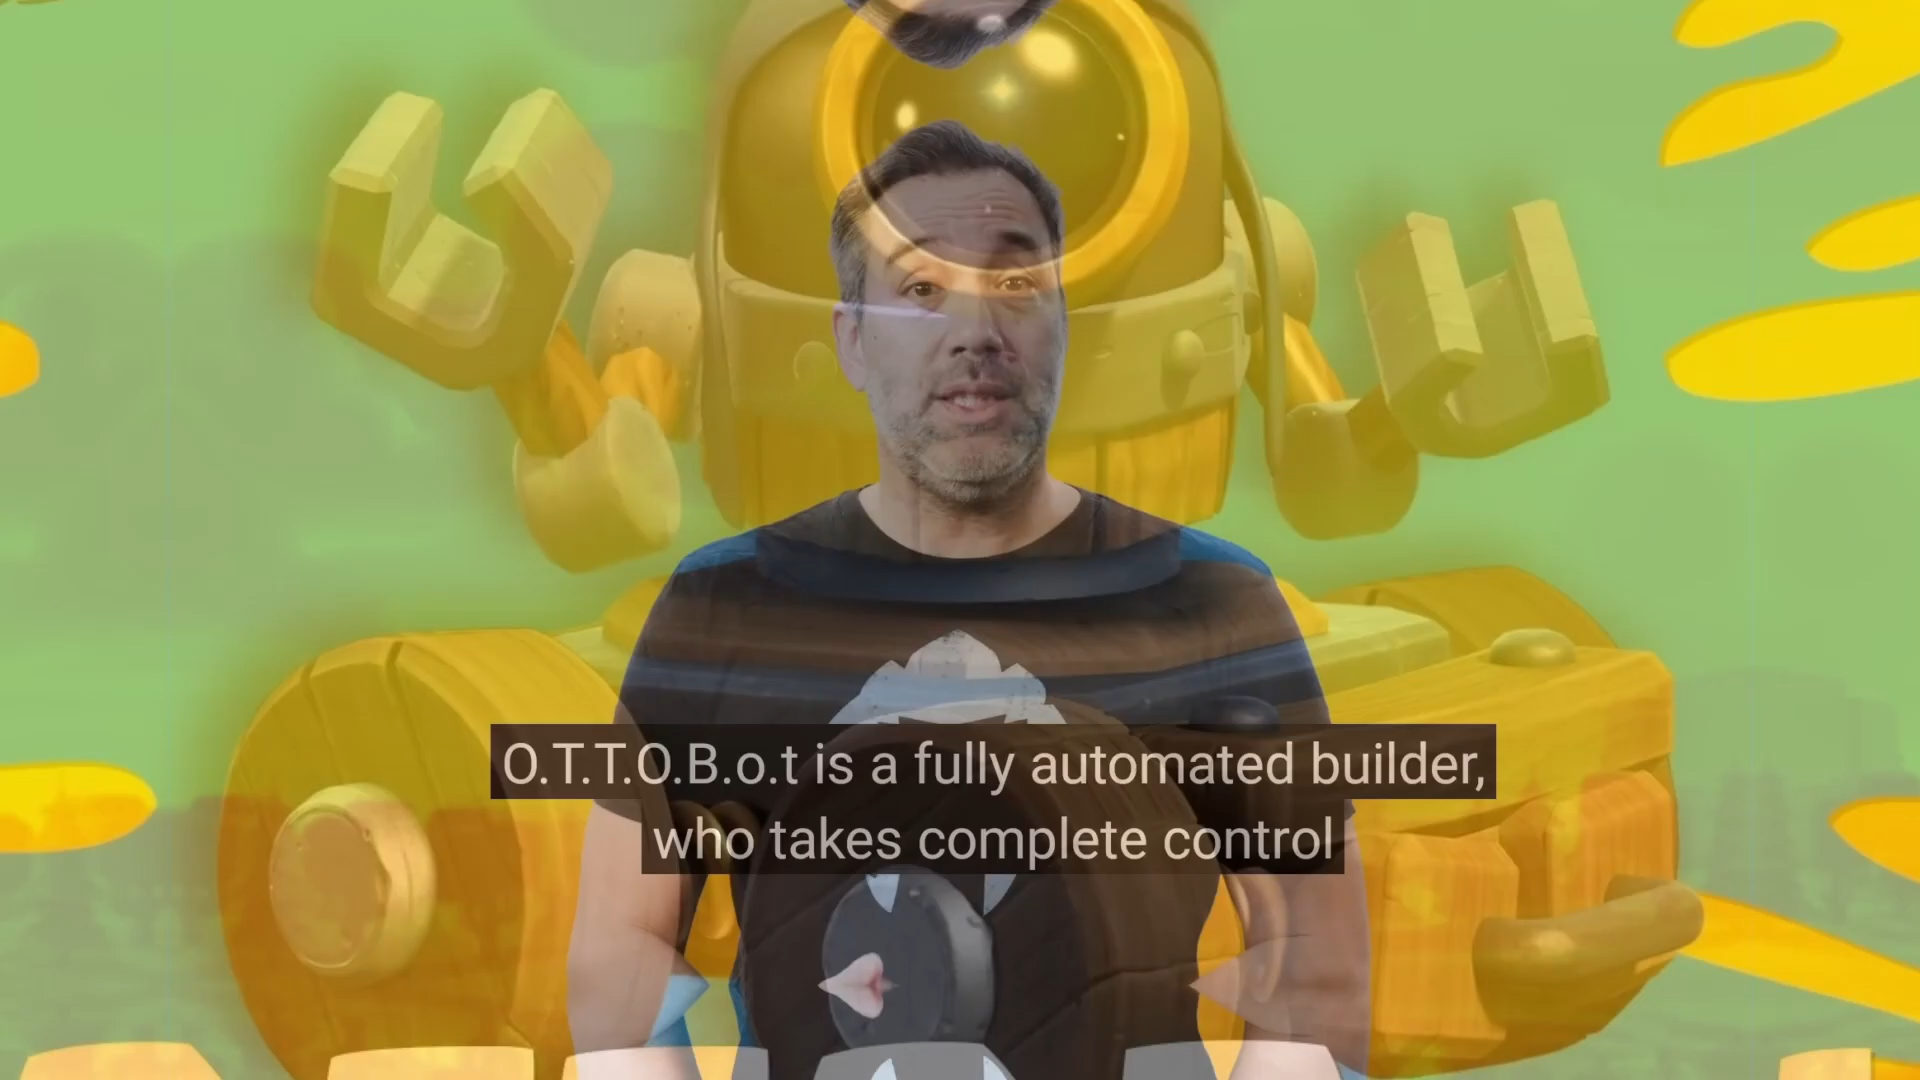 O.T.T.O.B.o.t is a fully automated builder,
who takes complete control